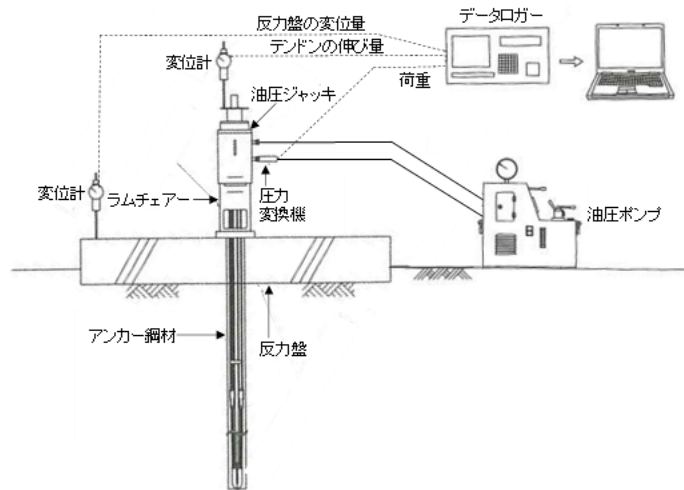 データロガー
反力盤の変位量
テンドンの伸び量
変位計
荷重
油圧ジャッキ
変位計
ラムチェアー
圧力
変換機
油圧ポンプ
アンカー鋼材
反力盤